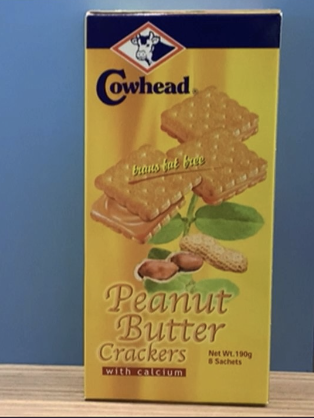 Cowhead
trans fat free
Peanut
Butter
Crackers
with calcium
Net Wt.190g
8 Sachets